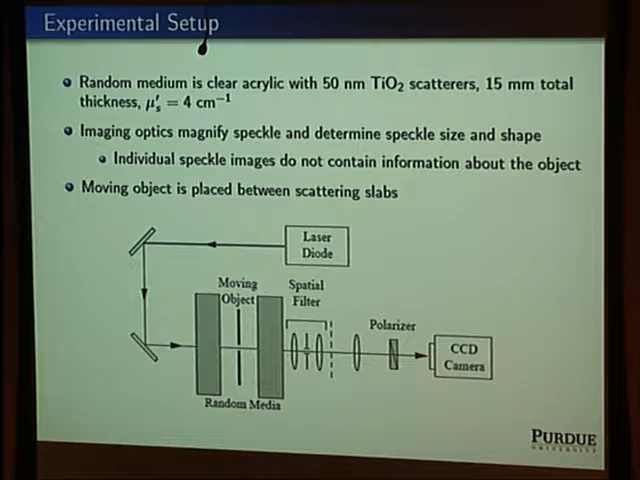 Experimental Setup
Random medium is clear acrylic with 50 nm TiO₂ scatterers, 15 mm total
thickness, μ′ₛ = 4 cm⁻¹
Imaging optics magnify speckle and determine speckle size and shape
Individual speckle images do not contain information about the object
Moving object is placed between scattering slabs
Laser
Diode
Moving
Object
Spatial
Filter
Polarizer
CCD
Camera
Random Media
PURDUE
UNIVERSITY